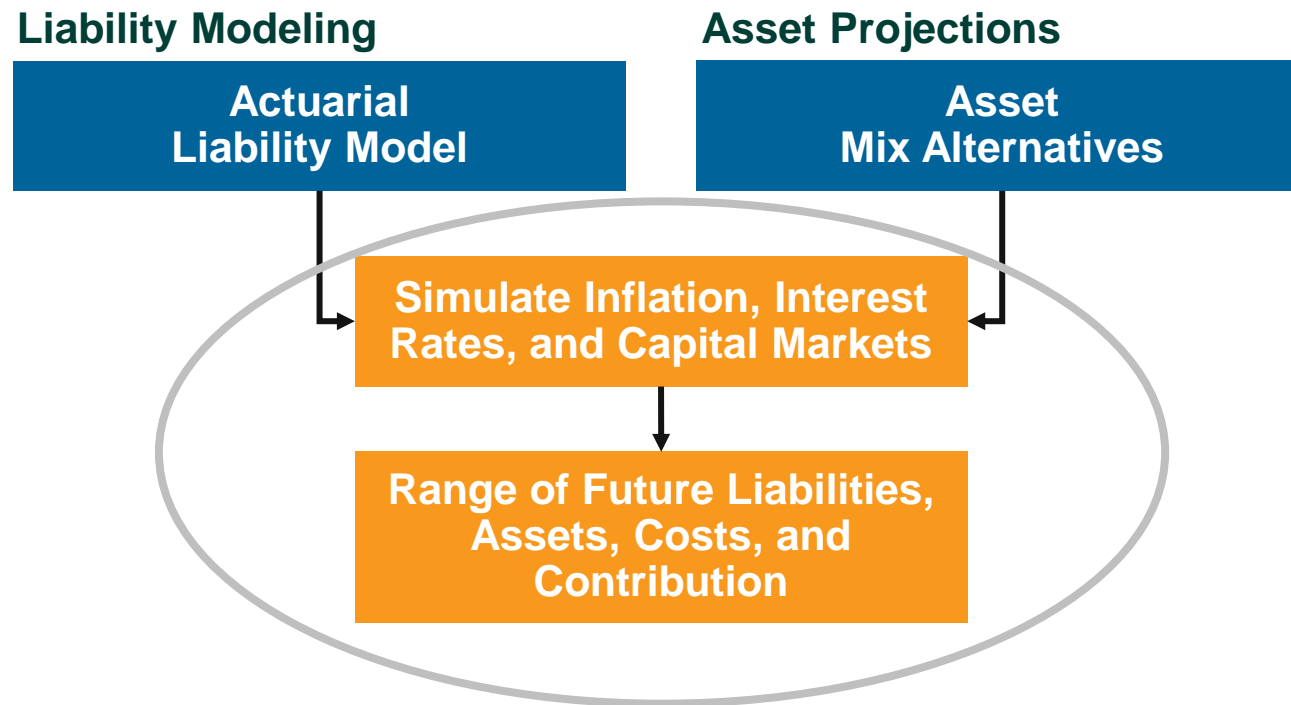 Liability Modeling
Asset Projections
Actuarial
Liability Model
Asset
Mix Alternatives
Simulate Inflation, Interest
Rates, and Capital Markets
Range of Future Liabilities,
Assets, Costs, and
Contribution